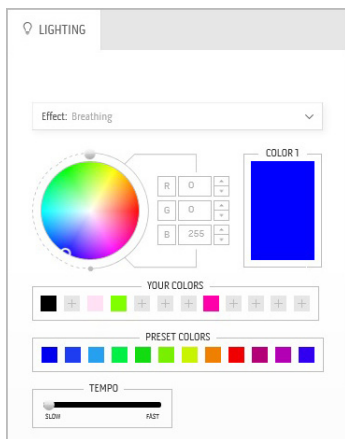 LIGHTING
Effect: Breathing
COLOR 1
R 0
G 0
B 255
YOUR COLORS
PRESET COLORS
TEMPO
SLOW FAST